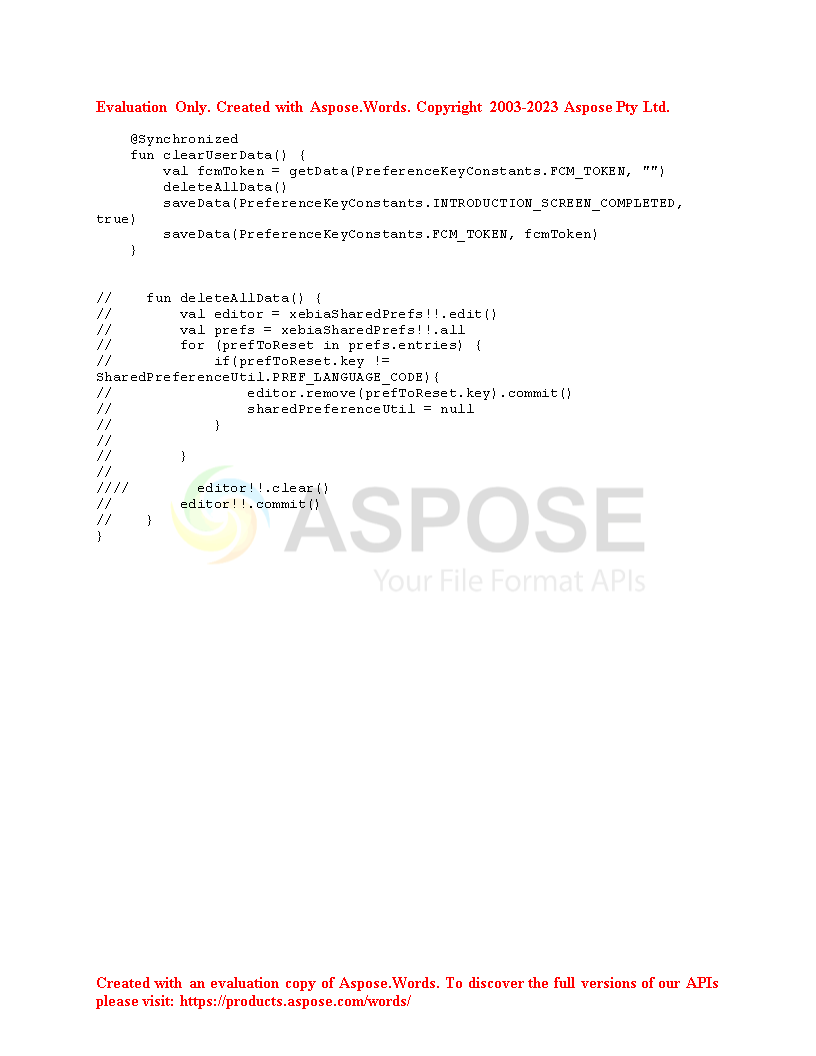 Evaluation Only. Created with Aspose.Words. Copyright 2003-2023 Aspose Pty Ltd.
    @Synchronized
    fun clearUserData() {
        val fcmToken = getData(PreferenceKeyConstants.FCM_TOKEN, "")
        deleteAllData()
        saveData(PreferenceKeyConstants.INTRODUCTION_SCREEN_COMPLETED,
true)
        saveData(PreferenceKeyConstants.FCM_TOKEN, fcmToken)
    }
//    fun deleteAllData() {
//        val editor = xebiaSharedPrefs!!.edit()
//        val prefs = xebiaSharedPrefs!!.all
//        for (prefToReset in prefs.entries) {
//            if(prefToReset.key !=
SharedPreferenceUtil.PREF_LANGUAGE_CODE){
//                editor.remove(prefToReset.key).commit()
//                sharedPreferenceUtil = null
//            }
//
//        }
//
////        editor!!.clear()
//        editor!!.commit()
//    }
}
ASPOSE
Your File Format APIs
Created with an evaluation copy of Aspose.Words. To discover the full versions of our APIs
please visit: https://products.aspose.com/words/